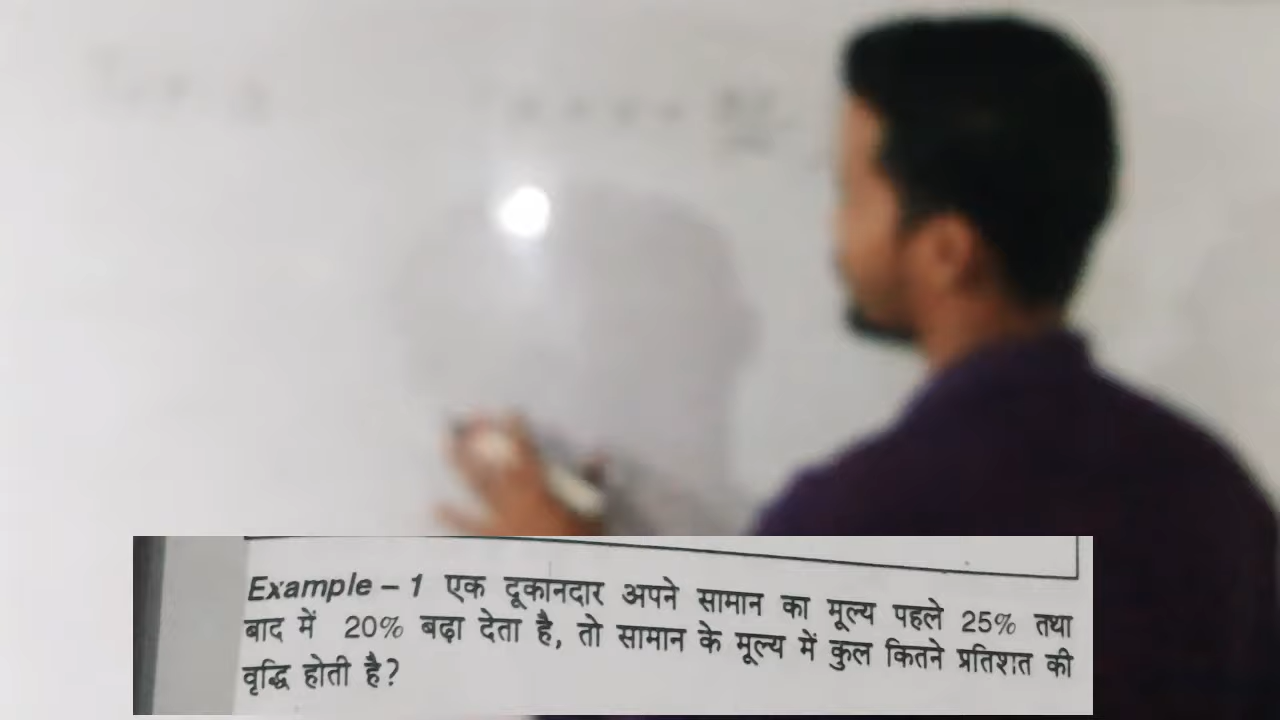 Example – 1 एक दूकानदार अपने सामान का मूल्य पहले 25% तथा
बाद में 20% बढ़ा देता है, तो सामान के मूल्य में कुल कितने प्रतिशत की
वृद्धि होती है?